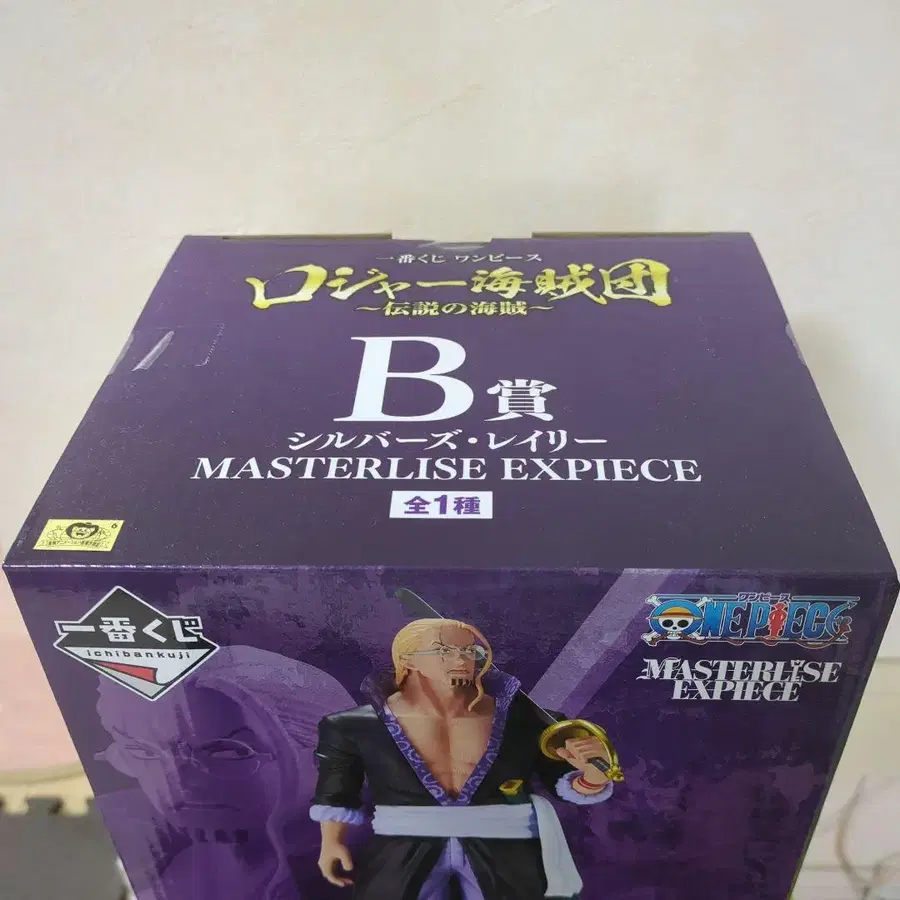 一番くじ ワンピース
ロジャー海賊団
~伝説の海賊~
B賞
シルバーズ・レイリー
MASTERLISE EXPIECE
全1種
6
一番くじ
ichibankuji
ワンピース
ONE PIECE
MASTERLISE
EXPIECE